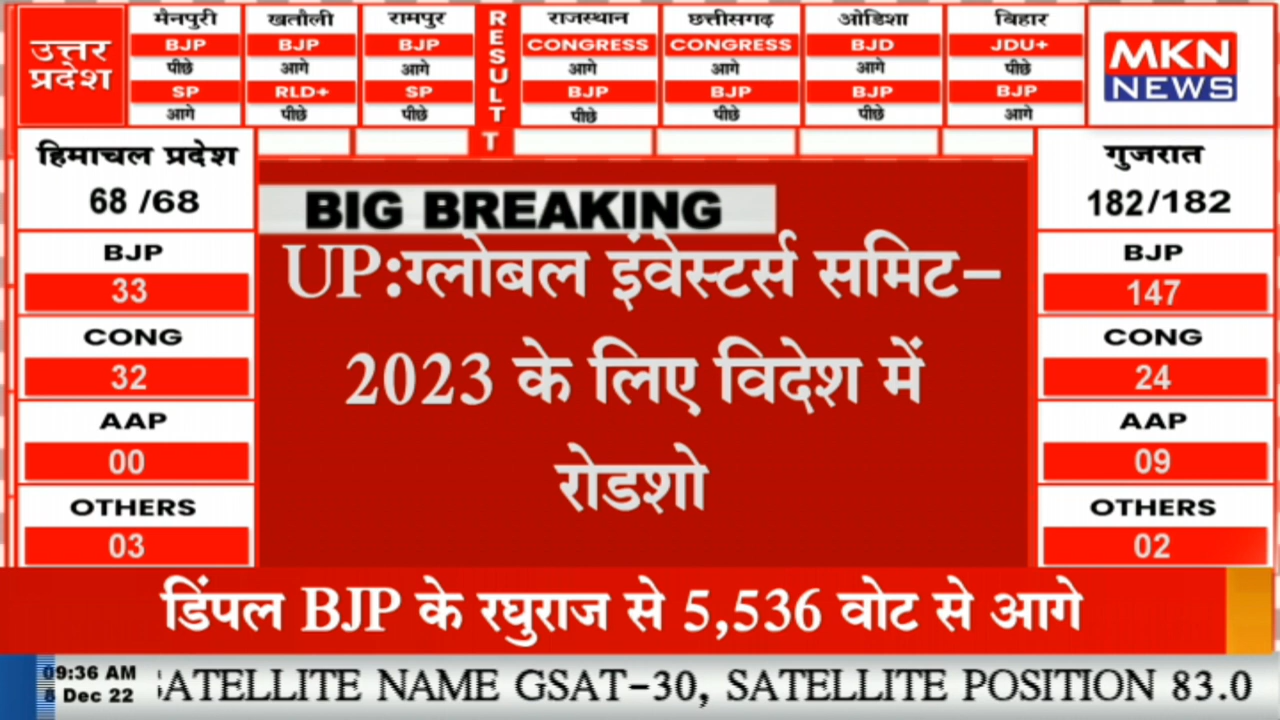 उत्तर प्रदेश
मैनपुरी
BJP
पीछे
SP
आगे
खतौली
BJP
आगे
RLD+
पीछे
रामपुर
BJP
आगे
SP
पीछे
RESULT
T
राजस्थान
CONGRESS
आगे
BJP
पीछे
छत्तीसगढ़
CONGRESS
आगे
BJP
पीछे
ओडिशा
BJD
आगे
BJP
पीछे
बिहार
JDU+
पीछे
BJP
आगे
MKN
NEWS
हिमाचल प्रदेश
68 /68
BJP
33
CONG
32
AAP
00
OTHERS
03
BIG BREAKING
UP:ग्लोबल इंवेस्टर्स समिट-
2023 के लिए विदेश में
रोडशो
गुजरात
182/182
BJP
147
CONG
24
AAP
09
OTHERS
02
डिंपल BJP के रघुराज से 5,536 वोट से आगे
09:36 AM
8 Dec 22
SATELLITE NAME GSAT-30, SATELLITE POSITION 83.0